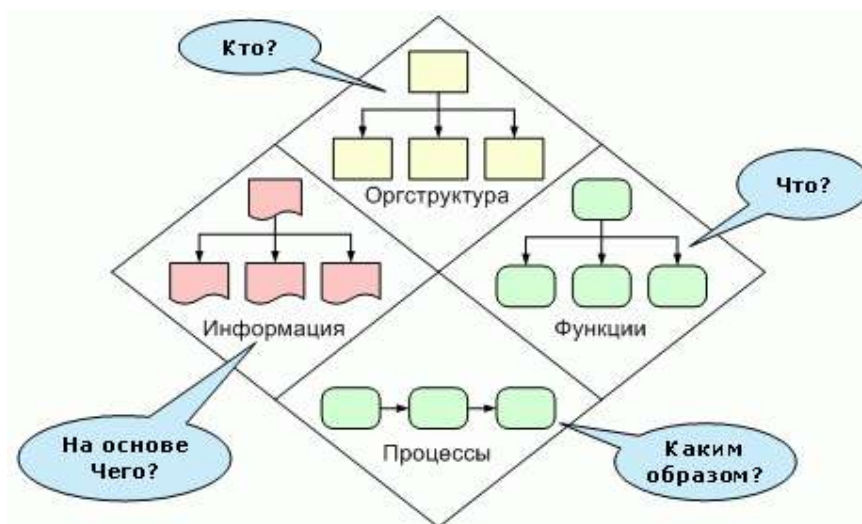 Кто?
Оргструктура
Что?
Информация
Функции
На основе
Чего?
Процессы
Каким
образом?